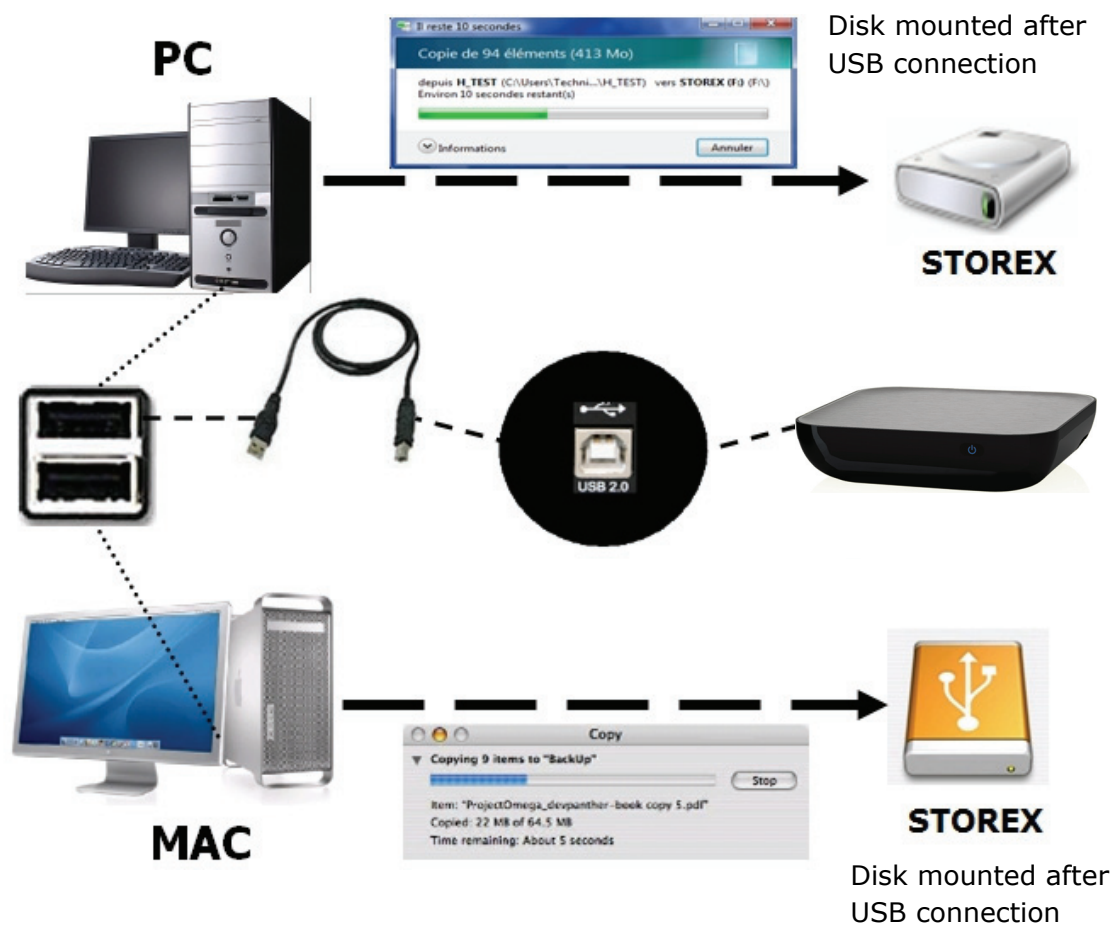 PC
Il reste 10 secondes
Copie de 94 éléments (413 Mo)
depuis H_TEST (C:\Users\Techni...\H_TEST) vers STOREX (F:) (F:\)
Environ 10 secondes restant(s)
Informations
Annuler
Disk mounted after
USB connection
STOREX
USB 2.0
MAC
Copy
Copying 9 items to "BackUp"
Stop
Item: "ProjectOmega_devpanther-book copy 5.pdf"
Copied: 22 MB of 64.5 MB
Time remaining: About 5 seconds
STOREX
Disk mounted after
USB connection